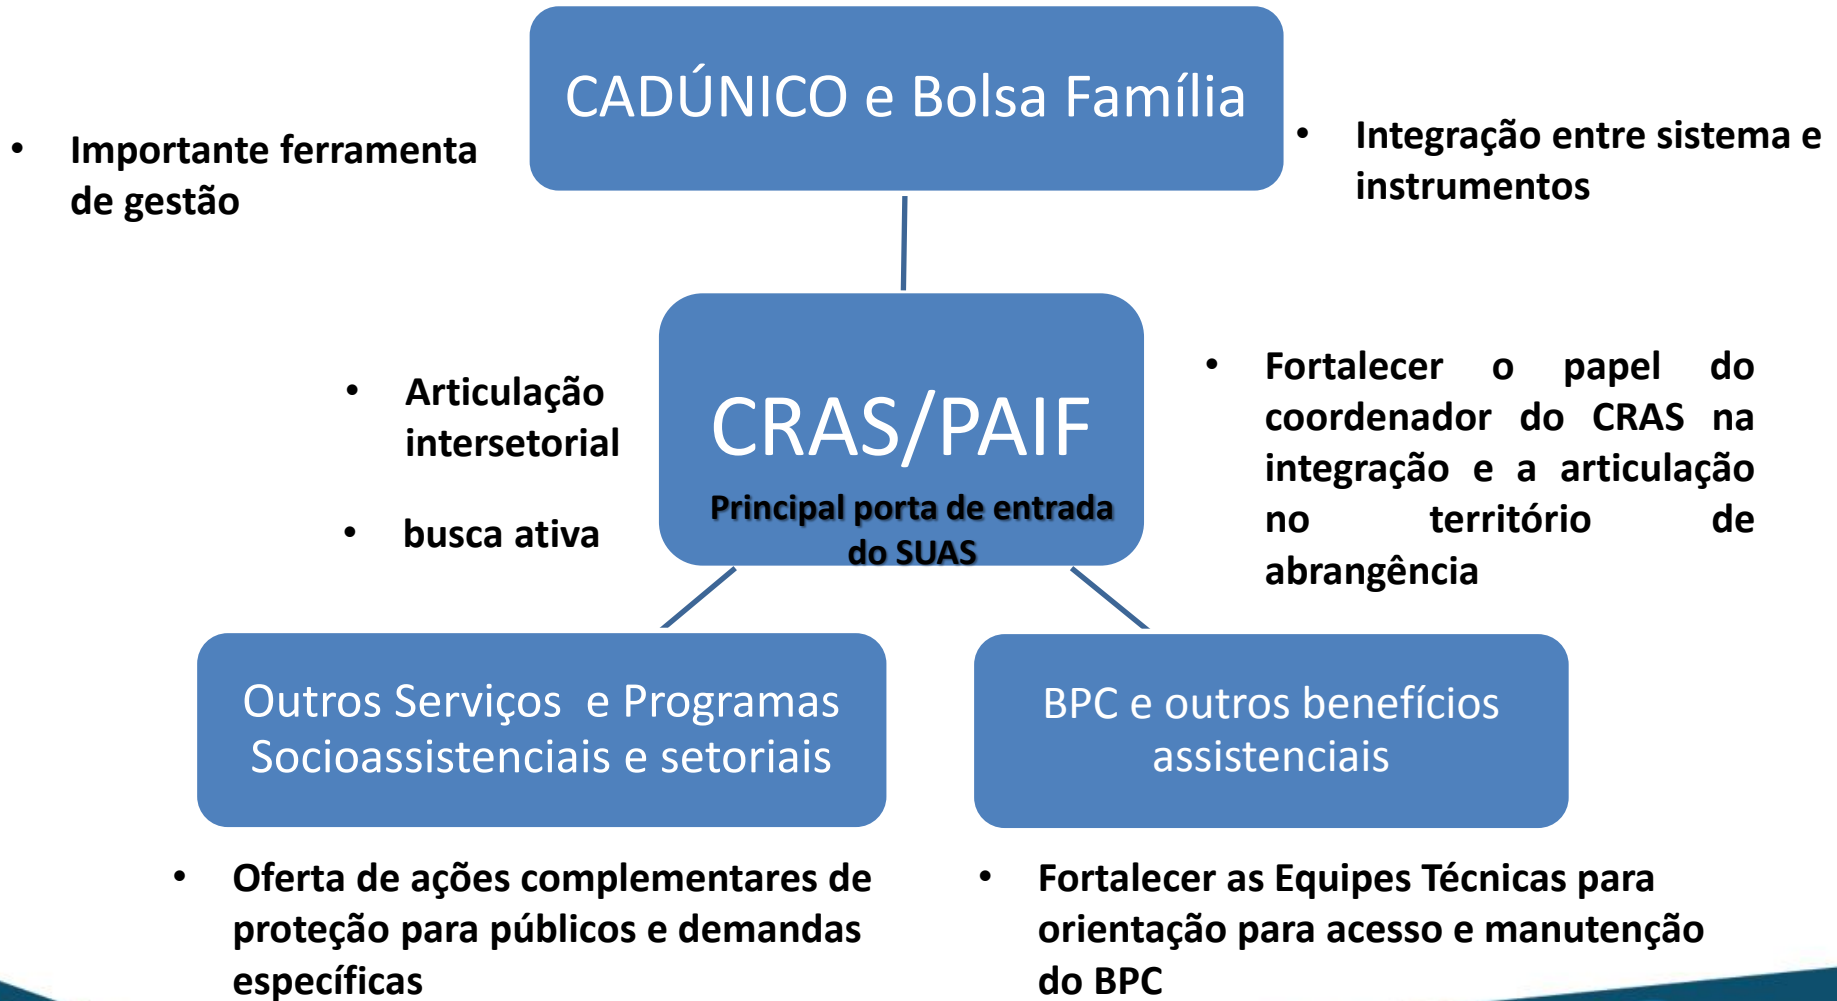 CADÚNICO e Bolsa Família
• Importante ferramenta
de gestão
• Integração entre sistema e
instrumentos
• Articulação
intersetorial
• busca ativa
CRAS/PAIF
Principal porta de entrada
do SUAS
• Fortalecer o papel do
coordenador do CRAS na
integração e a articulação
no território de
abrangência
Outros Serviços e Programas
Socioassistenciais e setoriais
BPC e outros benefícios
assistenciais
• Oferta de ações complementares de
proteção para públicos e demandas
específicas
• Fortalecer as Equipes Técnicas para
orientação para acesso e manutenção
do BPC